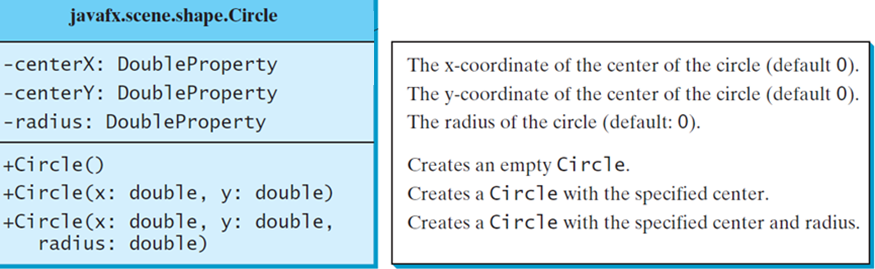 javafx.scene.shape.Circle
-centerX: DoubleProperty
-centerY: DoubleProperty
-radius: DoubleProperty
+Circle()
+Circle(x: double, y: double)
+Circle(x: double, y: double,
radius: double)
The x-coordinate of the center of the circle (default 0).
The y-coordinate of the center of the circle (default 0).
The radius of the circle (default: 0).
Creates an empty Circle.
Creates a Circle with the specified center.
Creates a Circle with the specified center and radius.